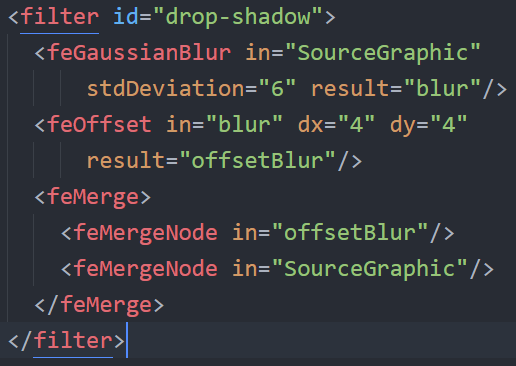 <filter id="drop-shadow">
<feGaussianBlur in="SourceGraphic"
stdDeviation="6" result="blur"/>
<feOffset in="blur" dx="4" dy="4"
result="offsetBlur"/>
<feMerge>
<feMergeNode in="offsetBlur"/>
<feMergeNode in="SourceGraphic"/>
</feMerge>
</filter>